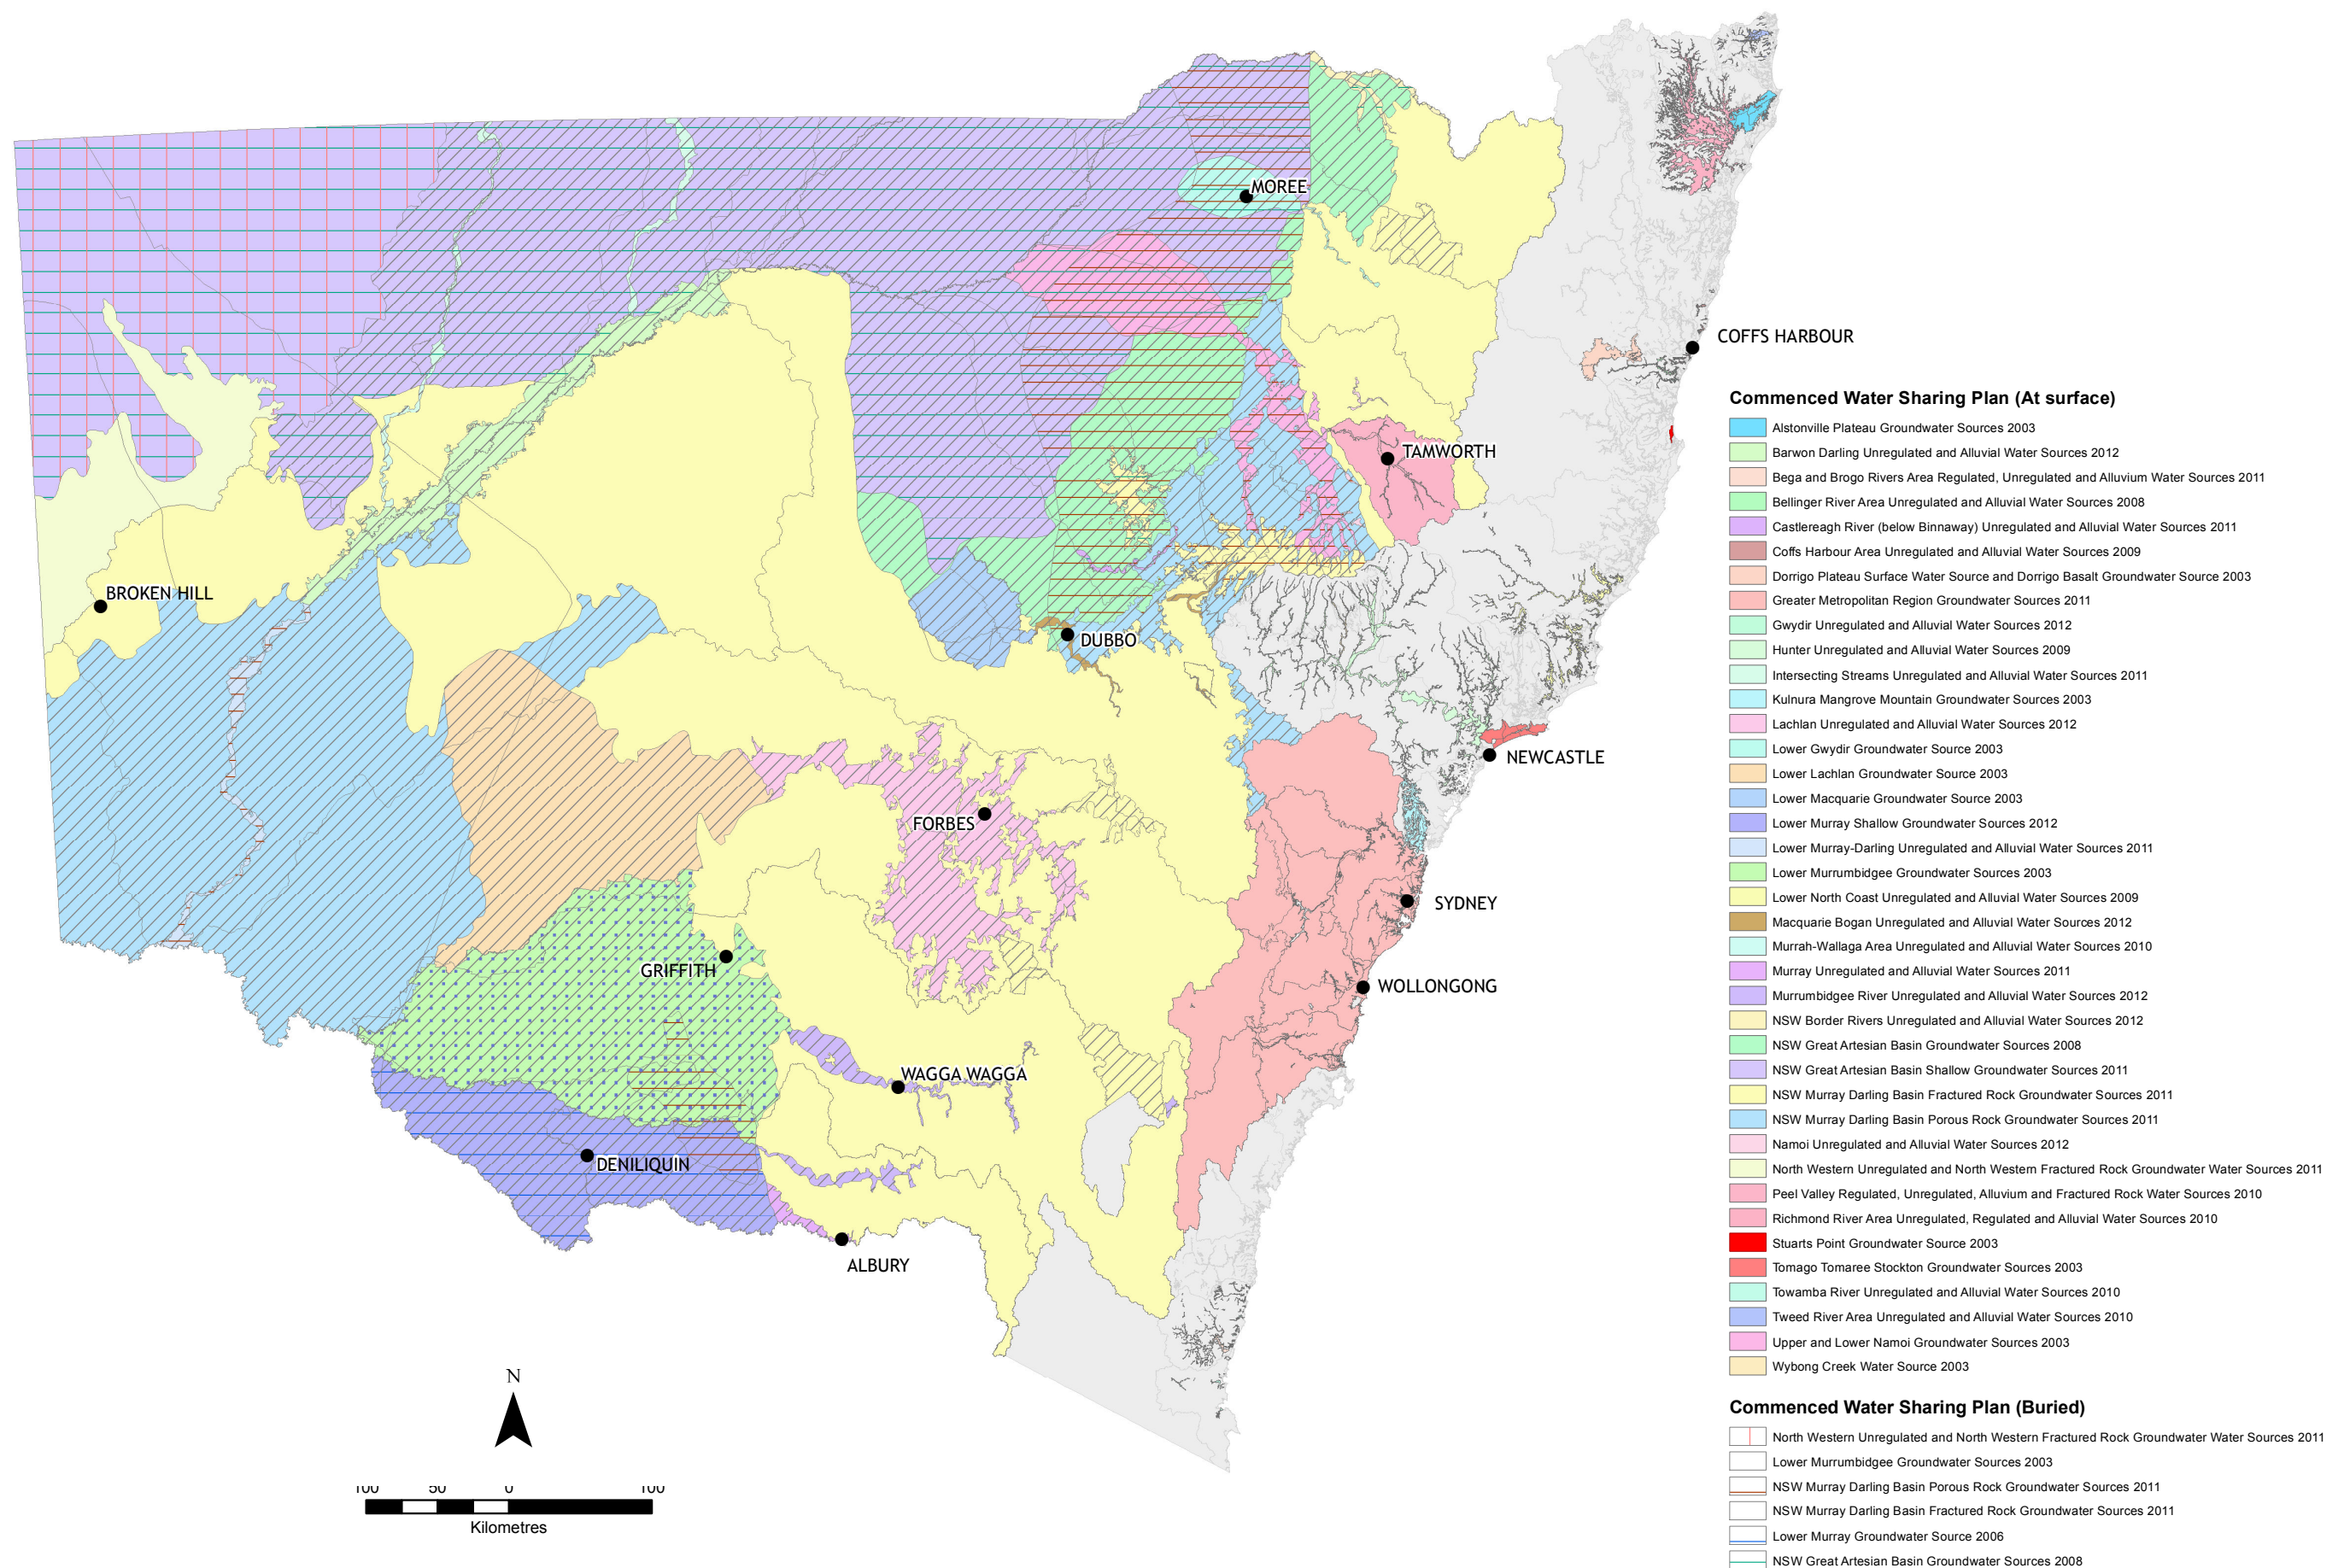 MOREE
COFFS HARBOUR
TAMWORTH
BROKEN HILL
DUBBO
NEWCASTLE
FORBES
SYDNEY
GRIFFITH
WOLLONGONG
WAGGA WAGGA
DENILIQUIN
ALBURY
N
100 50 0 100
Kilometres
Commenced Water Sharing Plan (At surface)
Alstonville Plateau Groundwater Sources 2003
Barwon Darling Unregulated and Alluvial Water Sources 2012
Bega and Brogo Rivers Area Regulated, Unregulated and Alluvium Water Sources 2011
Bellinger River Area Unregulated and Alluvial Water Sources 2008
Castlereagh River (below Binnaway) Unregulated and Alluvial Water Sources 2011
Coffs Harbour Area Unregulated and Alluvial Water Sources 2009
Dorrigo Plateau Surface Water Source and Dorrigo Basalt Groundwater Source 2003
Greater Metropolitan Region Groundwater Sources 2011
Gwydir Unregulated and Alluvial Water Sources 2012
Hunter Unregulated and Alluvial Water Sources 2009
Intersecting Streams Unregulated and Alluvial Water Sources 2011
Kulnura Mangrove Mountain Groundwater Sources 2003
Lachlan Unregulated and Alluvial Water Sources 2012
Lower Gwydir Groundwater Source 2003
Lower Lachlan Groundwater Source 2003
Lower Macquarie Groundwater Source 2003
Lower Murray Shallow Groundwater Sources 2012
Lower Murray-Darling Unregulated and Alluvial Water Sources 2011
Lower Murrumbidgee Groundwater Sources 2003
Lower North Coast Unregulated and Alluvial Water Sources 2009
Macquarie Bogan Unregulated and Alluvial Water Sources 2012
Murrah-Wallaga Area Unregulated and Alluvial Water Sources 2010
Murray Unregulated and Alluvial Water Sources 2011
Murrumbidgee River Unregulated and Alluvial Water Sources 2012
NSW Border Rivers Unregulated and Alluvial Water Sources 2012
NSW Great Artesian Basin Groundwater Sources 2008
NSW Great Artesian Basin Shallow Groundwater Sources 2011
NSW Murray Darling Basin Fractured Rock Groundwater Sources 2011
NSW Murray Darling Basin Porous Rock Groundwater Sources 2011
Namoi Unregulated and Alluvial Water Sources 2012
North Western Unregulated and North Western Fractured Rock Groundwater Water Sources 2011
Peel Valley Regulated, Unregulated, Alluvium and Fractured Rock Water Sources 2010
Richmond River Area Unregulated, Regulated and Alluvial Water Sources 2010
Stuarts Point Groundwater Source 2003
Tomago Tomaree Stockton Groundwater Sources 2003
Towamba River Unregulated and Alluvial Water Sources 2010
Tweed River Area Unregulated and Alluvial Water Sources 2010
Upper and Lower Namoi Groundwater Sources 2003
Wybong Creek Water Source 2003
Commenced Water Sharing Plan (Buried)
North Western Unregulated and North Western Fractured Rock Groundwater Water Sources 2011
Lower Murrumbidgee Groundwater Sources 2003
NSW Murray Darling Basin Porous Rock Groundwater Sources 2011
NSW Murray Darling Basin Fractured Rock Groundwater Sources 2011
Lower Murray Groundwater Source 2006
NSW Great Artesian Basin Groundwater Sources 2008